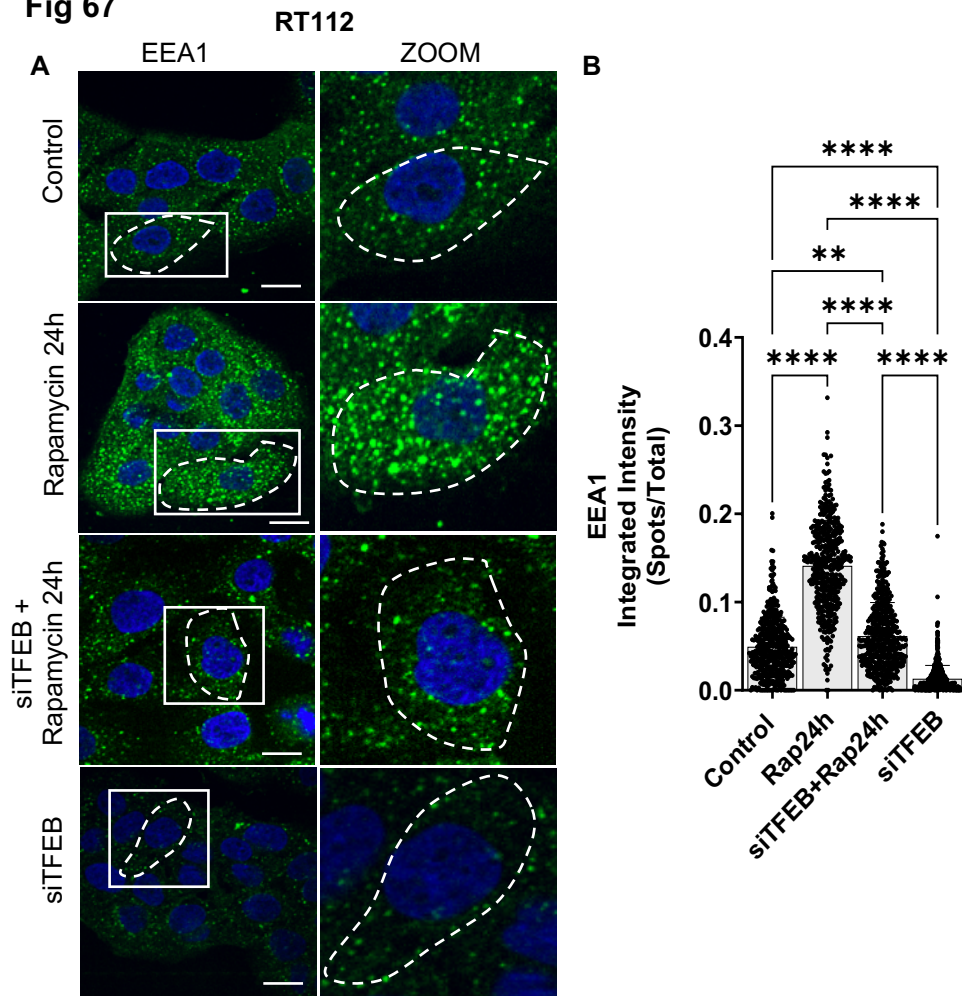 Fig 67
RT112
EEA1
ZOOM
A
B
Control
Rapamycin 24h
siTFEB +
Rapamycin 24h
siTFEB
****
****
**
****
****
****
EEA1
Integrated Intensity
(Spots/Total)
0.4
0.3
0.2
0.1
0.0
Control
Rap24h
siTFEB+Rap24h
siTFEB